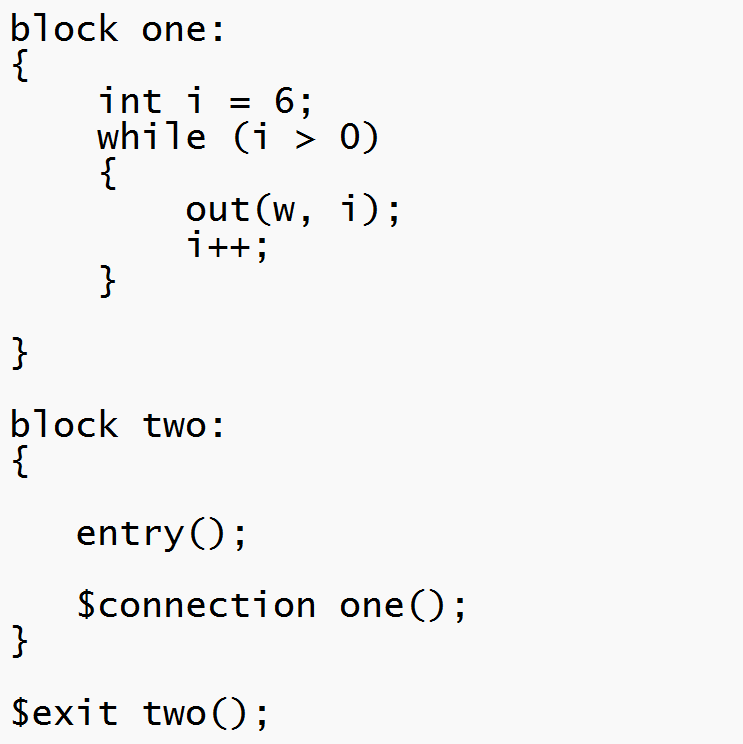 block one:
{
    int i = 6;
    while (i > 0)
    {
        out(w, i);
        i++;
    }

}

block two:
{

   entry();

   $connection one();
}

$exit two();